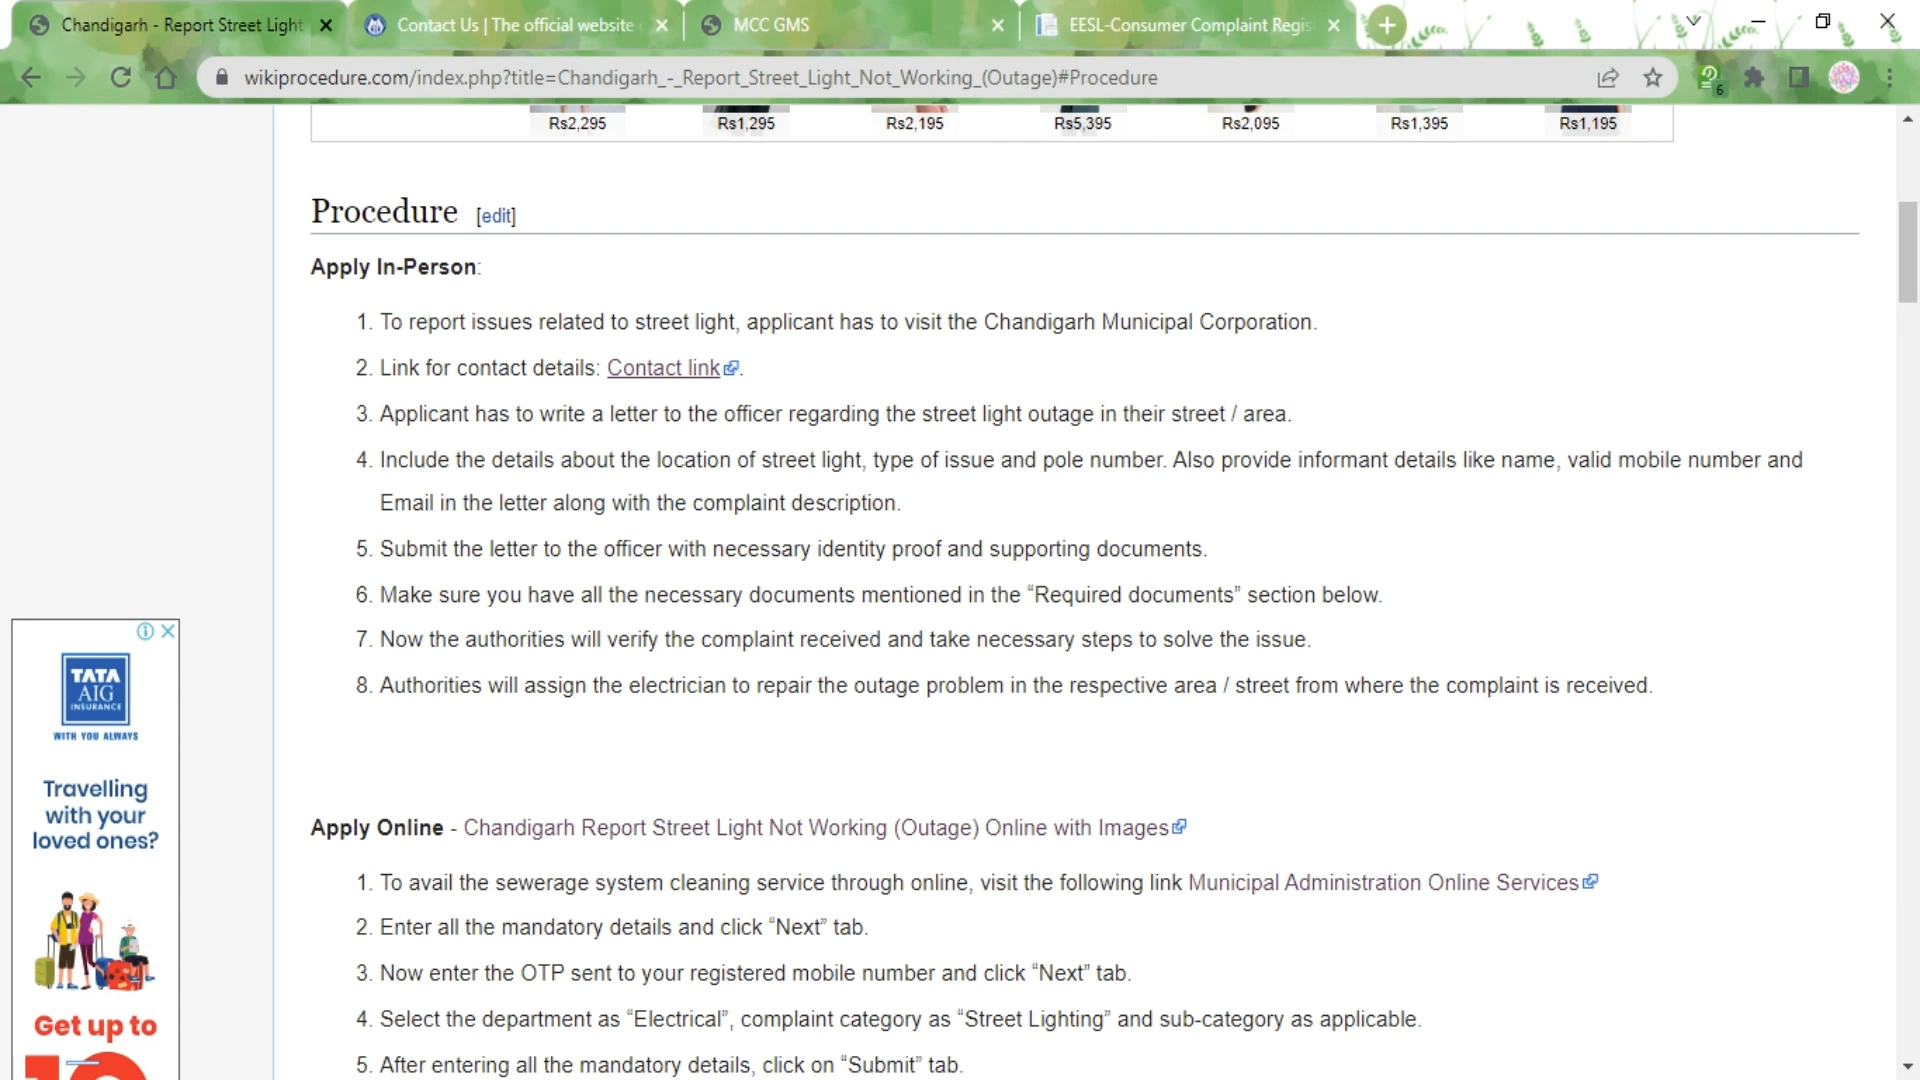 Chandigarh - Report Street Light
Contact Us | The official website
MCC GMS
EESL-Consumer Complaint Regis
wikiprocedure.com/index.php?title=Chandigarh_-_Report_Street_Light_Not_Working_(Outage)#Procedure
6
Rs2,295 Rs1,295 Rs2,195 Rs5,395 Rs2,095 Rs1,395 Rs1,195
Procedure [edit]
Apply In-Person:
1. To report issues related to street light, applicant has to visit the Chandigarh Municipal Corporation.
2. Link for contact details: Contact link.
3. Applicant has to write a letter to the officer regarding the street light outage in their street / area.
4. Include the details about the location of street light, type of issue and pole number. Also provide informant details like name, valid mobile number and
Email in the letter along with the complaint description.
5. Submit the letter to the officer with necessary identity proof and supporting documents.
6. Make sure you have all the necessary documents mentioned in the “Required documents” section below.
7. Now the authorities will verify the complaint received and take necessary steps to solve the issue.
8. Authorities will assign the electrician to repair the outage problem in the respective area / street from where the complaint is received.
Apply Online - Chandigarh Report Street Light Not Working (Outage) Online with Images
1. To avail the sewerage system cleaning service through online, visit the following link Municipal Administration Online Services
2. Enter all the mandatory details and click “Next” tab.
3. Now enter the OTP sent to your registered mobile number and click “Next” tab.
4. Select the department as “Electrical”, complaint category as “Street Lighting” and sub-category as applicable.
5. After entering all the mandatory details, click on “Submit” tab.
TATA
AIG
INSURANCE
WITH YOU ALWAYS
Travelling
with your
loved ones?
Get up to